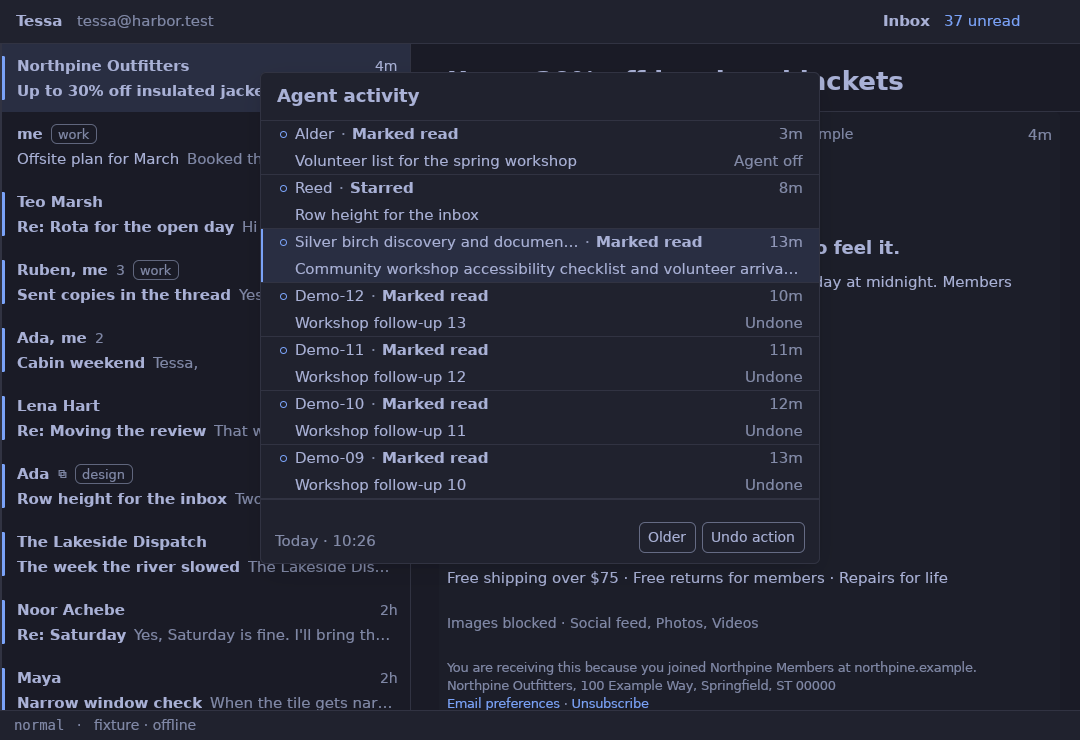 Tessa tessa@harbor.test Inbox 37 unread
Northpine Outfitters 4m
Up to 30% off insulated jacke
me work
Offsite plan for March Booked th
Teo Marsh
Re: Rota for the open day Hi
Ruben, me 3 work
Sent copies in the thread Yes
Ada, me 2
Cabin weekend Tessa,
Lena Hart
Re: Moving the review That w
Ada design
Row height for the inbox Two
The Lakeside Dispatch
The week the river slowed The Lakeside Dis…
Noor Achebe 2h
Re: Saturday Yes, Saturday is fine. I'll bring th…
Maya 2h
Narrow window check When the tile gets nar…
Agent activity
Alder · Marked read 3m
Volunteer list for the spring workshop Agent off
Reed · Starred 8m
Row height for the inbox
Silver birch discovery and documen… · Marked read 13m
Community workshop accessibility checklist and volunteer arriva…
Demo-12 · Marked read 10m
Workshop follow-up 13 Undone
Demo-11 · Marked read 11m
Workshop follow-up 12 Undone
Demo-10 · Marked read 12m
Workshop follow-up 11 Undone
Demo-09 · Marked read 13m
Workshop follow-up 10 Undone
Today · 10:26 Older Undo action
ackets
mple 4m
feel it.
day at midnight. Members
Free shipping over $75 · Free returns for members · Repairs for life
Images blocked · Social feed, Photos, Videos
You are receiving this because you joined Northpine Members at northpine.example.
Northpine Outfitters, 100 Example Way, Springfield, ST 00000
Email preferences · Unsubscribe
normal · fixture · offline